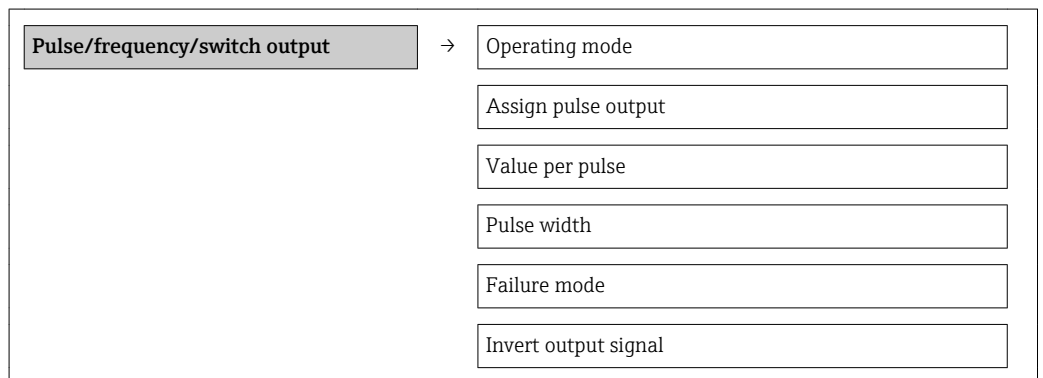 Pulse/frequency/switch output → Operating mode
Assign pulse output
Value per pulse
Pulse width
Failure mode
Invert output signal